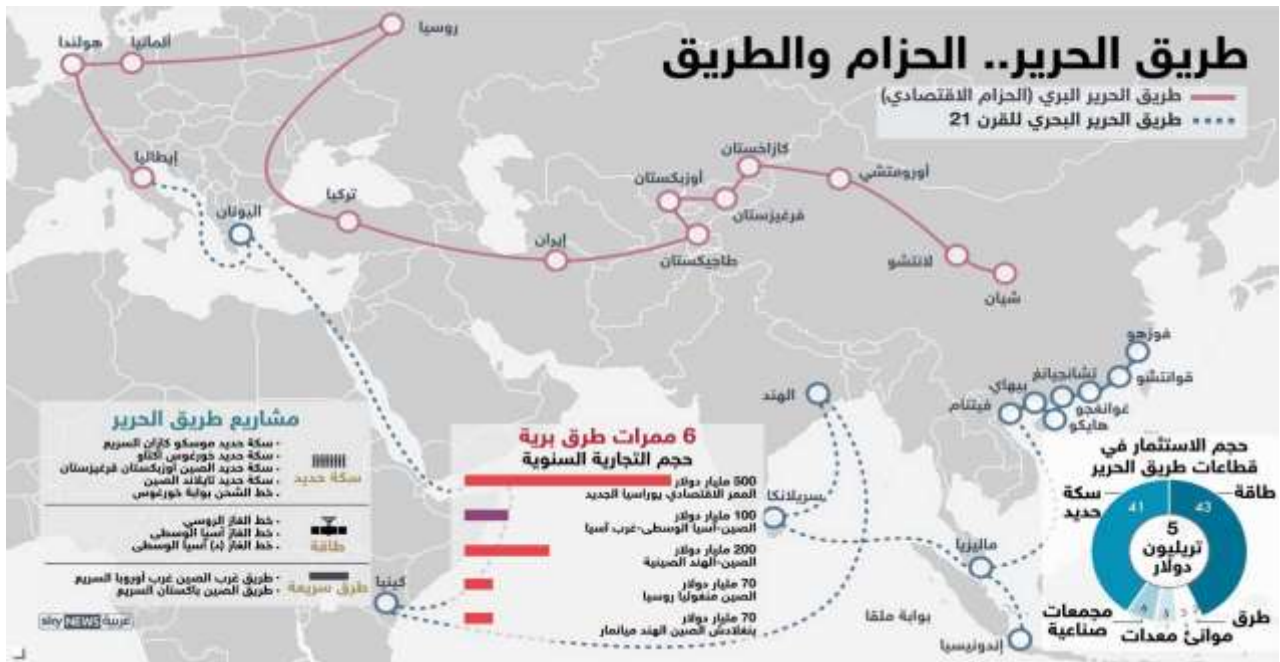 طريق الحرير.. الحزام والطريق
طريق الحرير البري (الحزام الاقتصادي)
طريق الحرير البحري للقرن 21
روسيا
ألمانيا
هولندا
إيطاليا
اليونان
تركيا
إيران
أوزبكستان
كازاخستان
قرغيزستان
طاجيكستان
أورومتشي
لانتشو
شيان
فوزهو
قوانتشو
تشانجيانغ
بيهاي
غوانغجو
هايكو
فيتنام
الهند
سريلانكا
ماليزيا
بوابة ملقا
إندونيسيا
كينيا
مشاريع طريق الحرير
- سكة حديد موسكو كازان السريع
- سكة حديد خورغوس أكتاو
- سكة حديد الصين أوزبكستان قرغيزستان
- سكة حديد تايلاند الصين
- خط الشحن بوابة خورغوس
سكة حديد
- خط الغاز الروسي
- خط الغاز آسيا الوسطى
- خط الغاز (د) آسيا الوسطى
طاقة
- طريق غرب الصين غرب أوروبا السريع
- طريق الصين باكستان السريع
طرق سريعة
sky NEWS عربية
6 ممرات طرق برية
حجم التجارية السنوية
500 مليار دولار
الممر الاقتصادي يوراسيا الجديد
100 مليار دولار
الصين-آسيا الوسطى-غرب آسيا
200 مليار دولار
الصين-الهند الصينية
70 مليار دولار
الصين منغوليا روسيا
70 مليار دولار
بنغلادش الصين الهند ميانمار
حجم الاستثمار في
قطاعات طريق الحرير
طاقة
43
سكة
حديد
41
5
تريليون
دولار
طرق
موانئ
معدات
مجمعات
صناعية